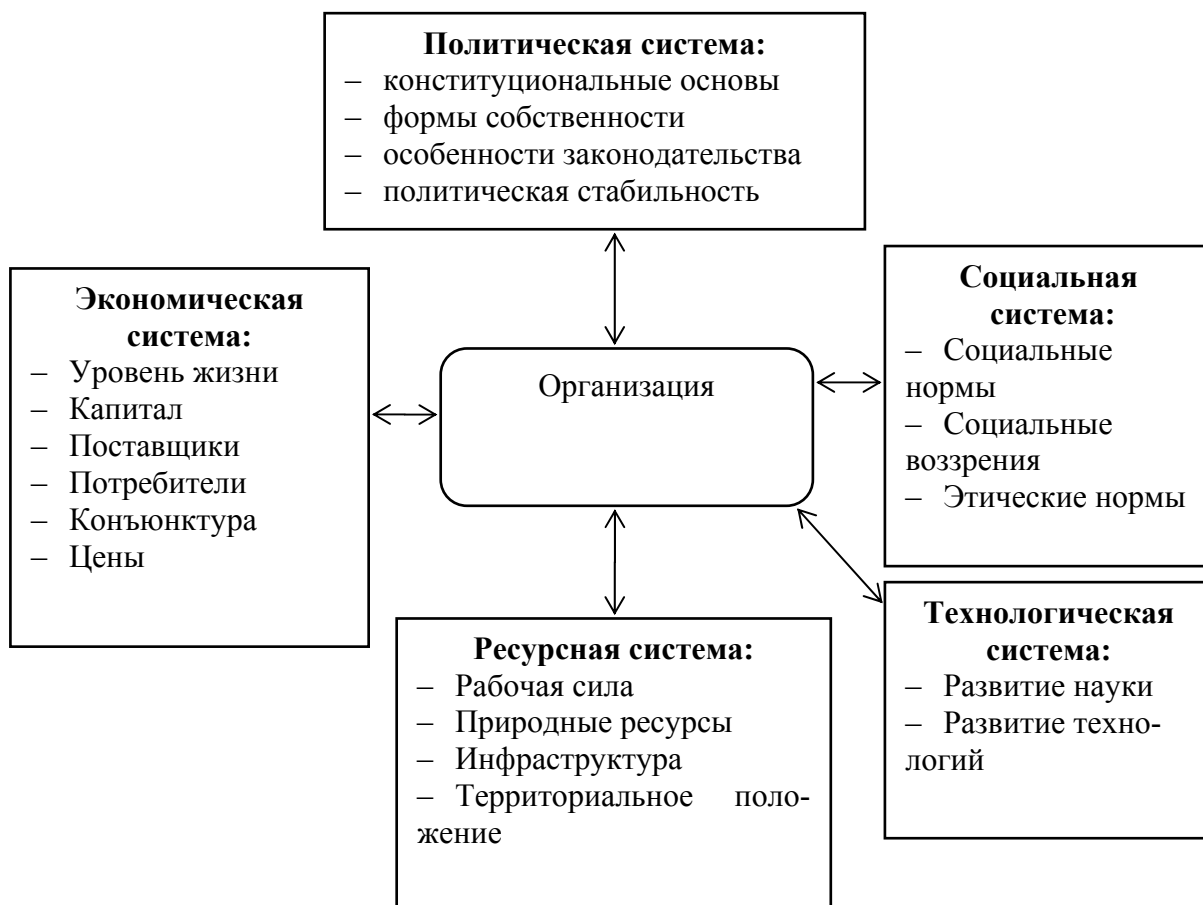 Политическая система:
– конституциональные основы
– формы собственности
– особенности законодательства
– политическая стабильность
Экономическая
система:
– Уровень жизни
– Капитал
– Поставщики
– Потребители
– Конъюнктура
– Цены
Организация
Социальная
система:
– Социальные
нормы
– Социальные
воззрения
– Этические нормы
Ресурсная система:
– Рабочая сила
– Природные ресурсы
– Инфраструктура
– Территориальное поло-
жение
Технологическая
система:
– Развитие науки
– Развитие техно-
логий